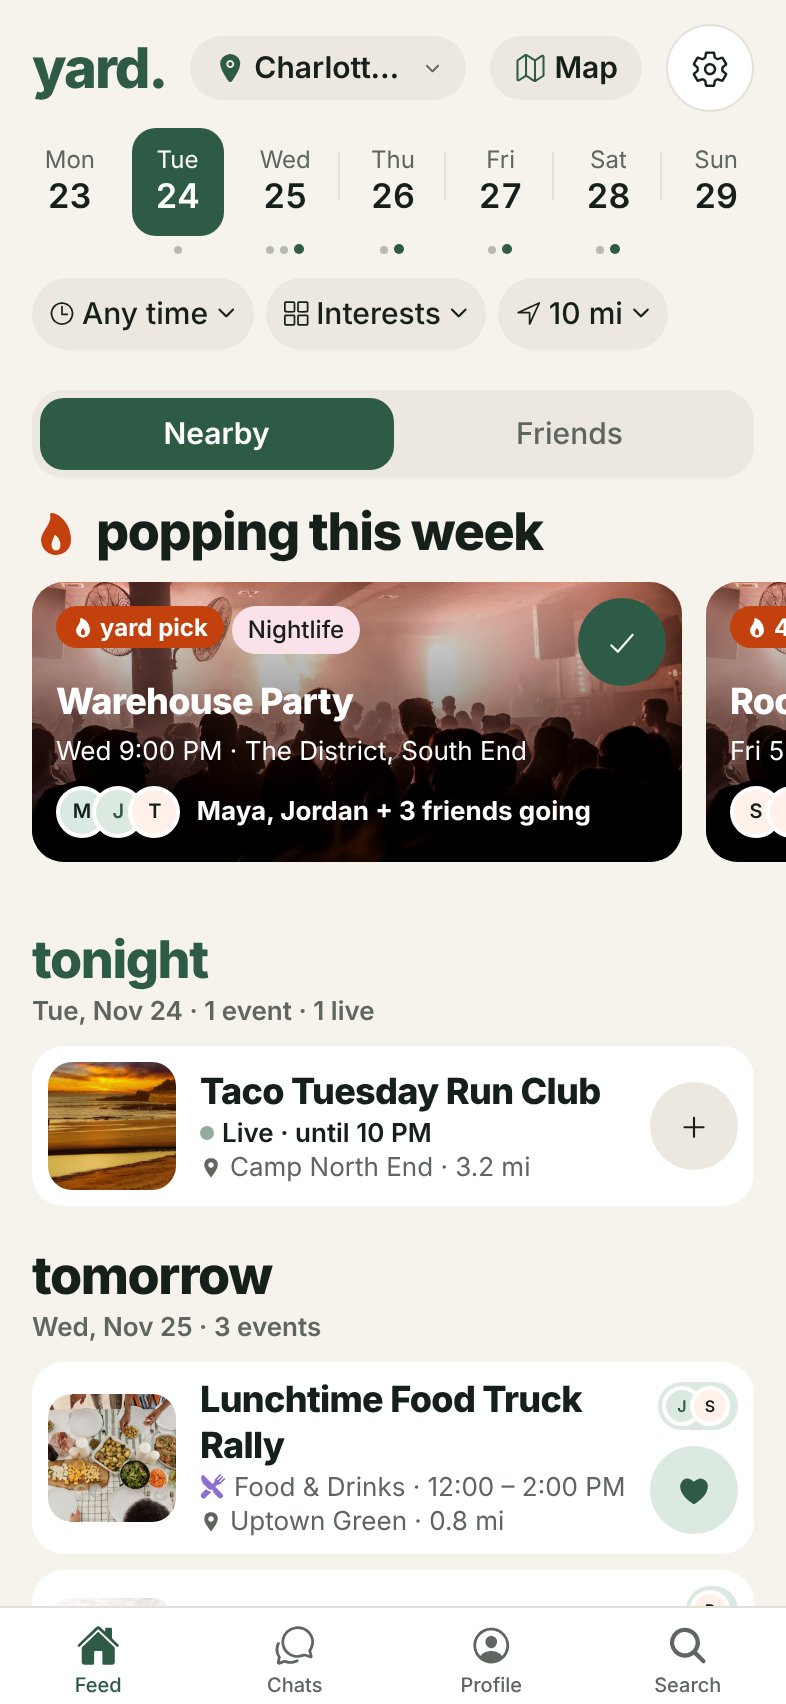 yard.
Charlott...
Map
Mon Tue Wed Thu Fri Sat Sun
23 24 25 26 27 28 29
Any time Interests 10 mi
Nearby Friends
popping this week
yard pick Nightlife
Warehouse Party
Wed 9:00 PM · The District, South End
M J T Maya, Jordan + 3 friends going
4
Roo
Fri 5
S
tonight
Tue, Nov 24 · 1 event · 1 live
Taco Tuesday Run Club
Live · until 10 PM
Camp North End · 3.2 mi
tomorrow
Wed, Nov 25 · 3 events
Lunchtime Food Truck
Rally
J S
Food & Drinks · 12:00 – 2:00 PM
Uptown Green · 0.8 mi
Feed Chats Profile Search